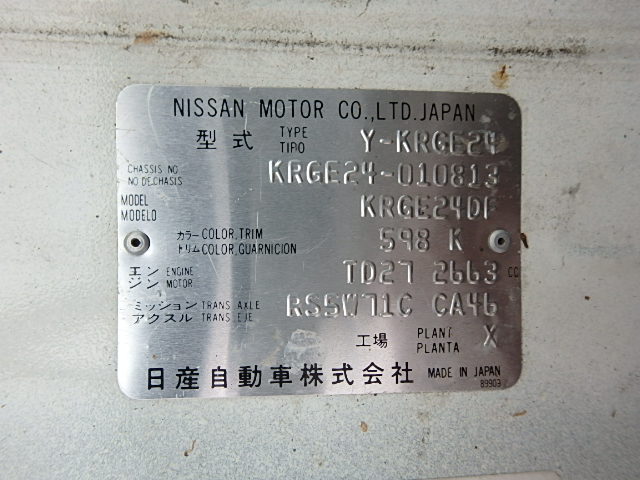 NISSAN MOTOR CO.,LTD.JAPAN
型式 TYPE TIPO Y-KRGE24
CHASSIS NO NO DE CHASIS KRGE24-010813
MODEL MODELO KRGE24DF
カラー COLOR,TRIM 598 K
トリム COLOR,GUARNICION
エンジン ENGINE MOTOR TD27 2663 CC
ミッション TRANS AXLE RS5W71C CA46
アクスル TRANS EJE
工場 PLANT PLANTA X
日産自動車株式会社 MADE IN JAPAN
89903